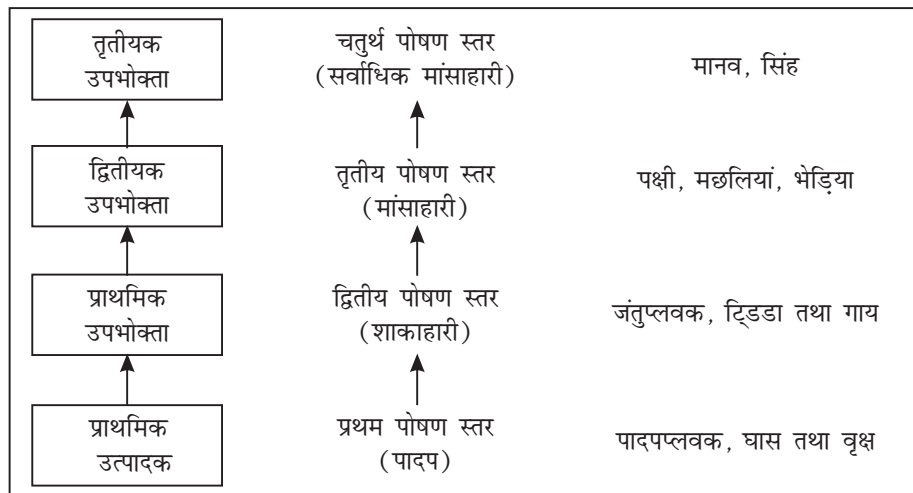 तृतीयक
उपभोक्ता
चतुर्थ पोषण स्तर
(सर्वाधिक मांसाहारी)
मानव, सिंह
द्वितीयक
उपभोक्ता
तृतीय पोषण स्तर
(मांसाहारी)
पक्षी, मछलियां, भेड़िया
प्राथमिक
उपभोक्ता
द्वितीय पोषण स्तर
(शाकाहारी)
जंतुप्लवक, टि्डडा तथा गाय
प्राथमिक
उत्पादक
प्रथम पोषण स्तर
(पादप)
पादपप्लवक, घास तथा वृक्ष